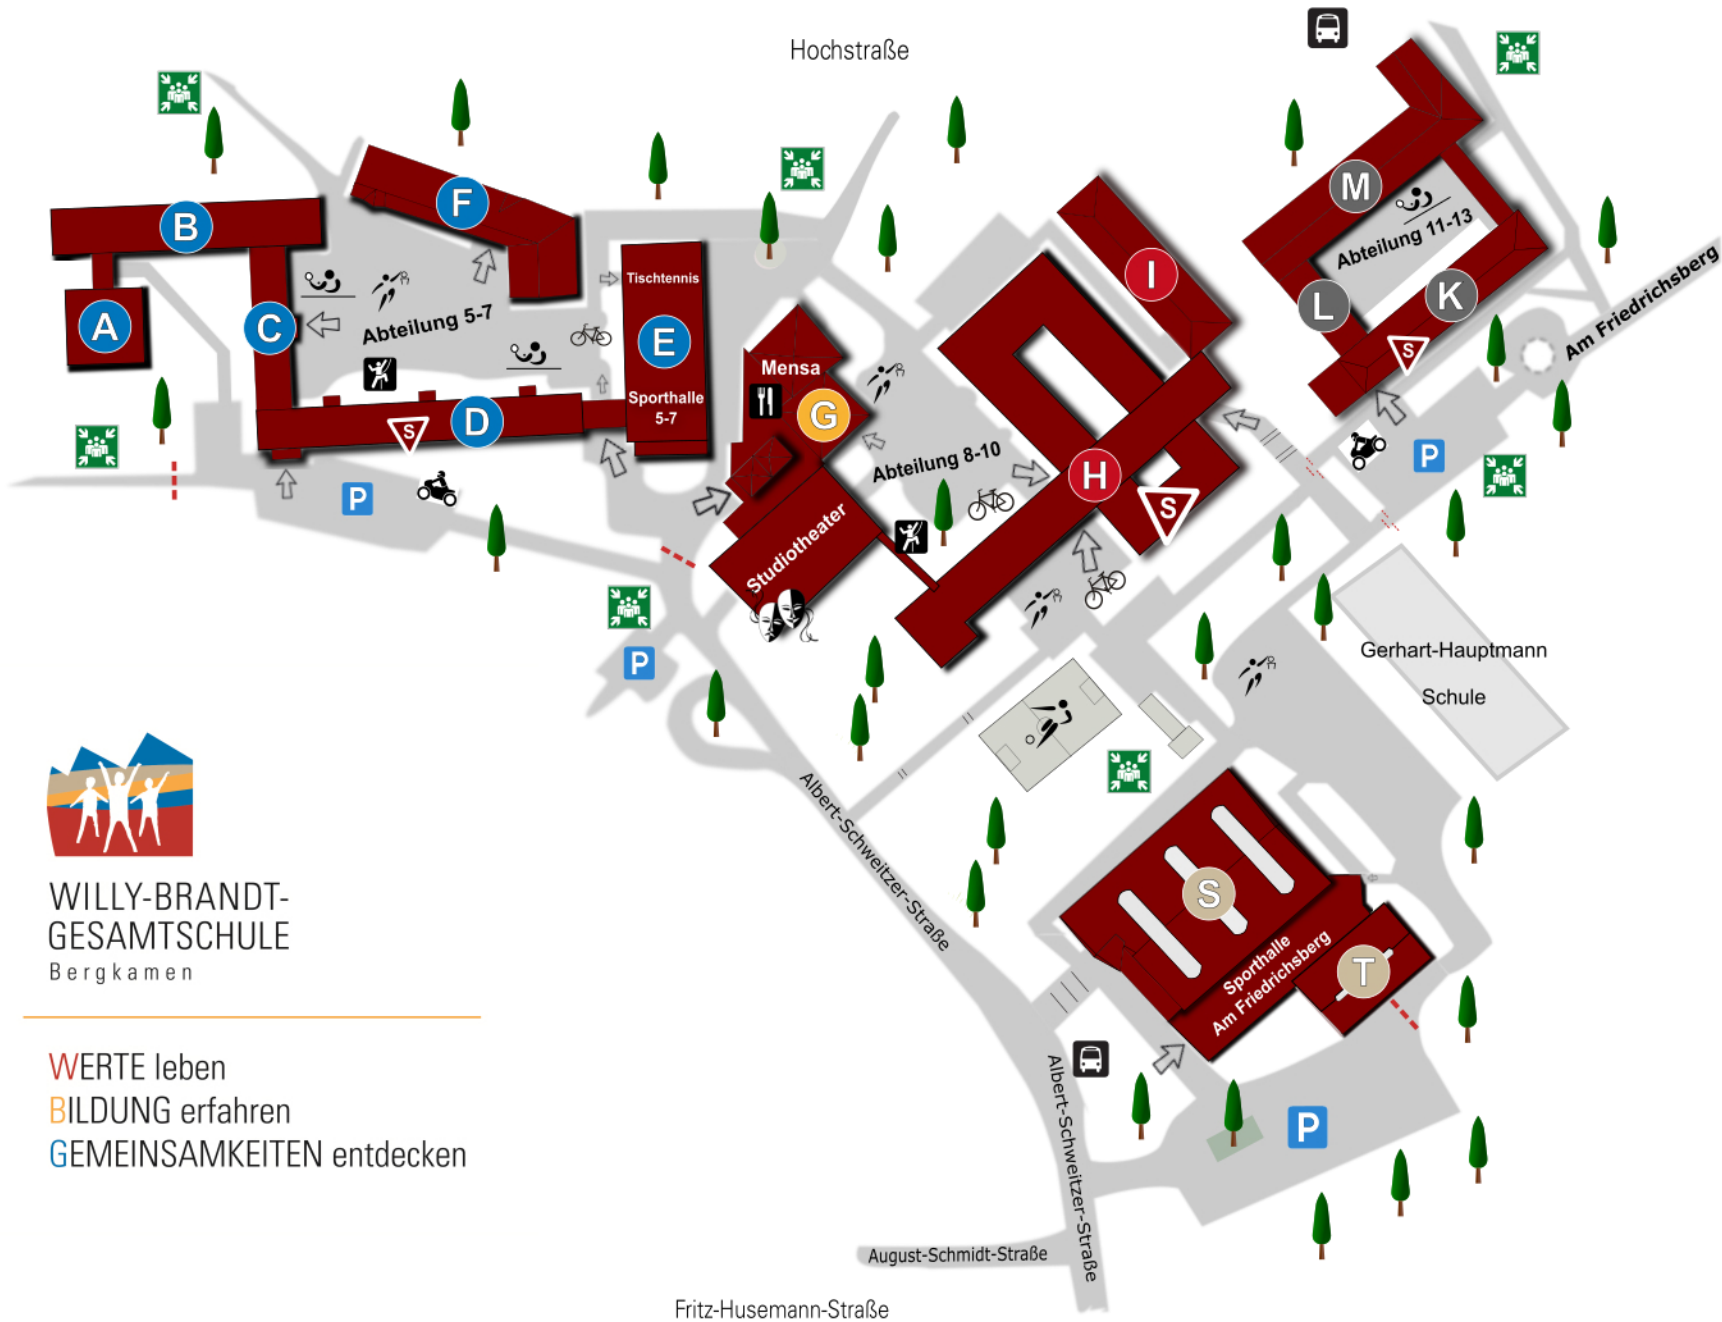 Hochstraße
B
F
M
Abteilung 11-13
I
Tischtennis
A
C
Abteilung 5-7
E
L
K
S
Am Friedrichsberg
Mensa
Sporthalle
5-7
G
D
S
Abteilung 8-10
H
S
P
P
Studiotheater
P
Gerhart-Hauptmann
Schule
Albert-Schweitzer-Straße
S
Sporthalle
Am Friedrichsberg
T
WILLY-BRANDT-
GESAMTSCHULE
Bergkamen
WERTE leben
BILDUNG erfahren
GEMEINSAMKEITEN entdecken
Albert-Schweitzer-Straße
P
August-Schmidt-Straße
Fritz-Husemann-Straße